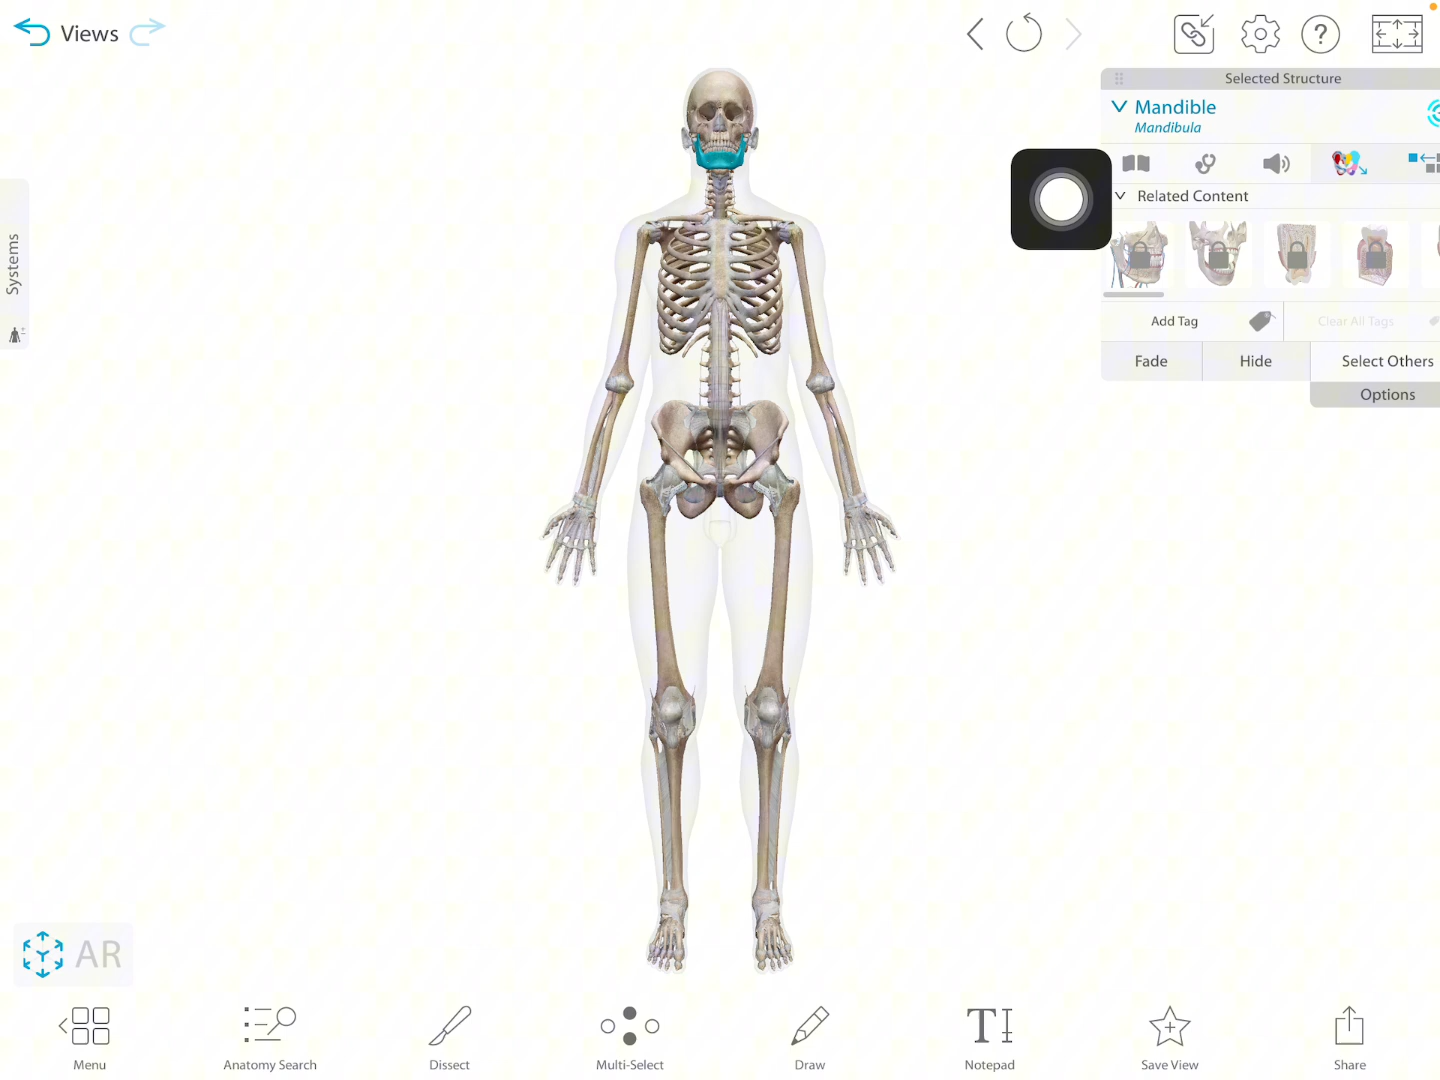 Views
Selected Structure
Mandible
Mandibula
Related Content
Add Tag
Clear All Tags
Fade
Hide
Select Others
Options
Systems
AR
Menu
Anatomy Search
Dissect
Multi-Select
Draw
Notepad
Save View
Share